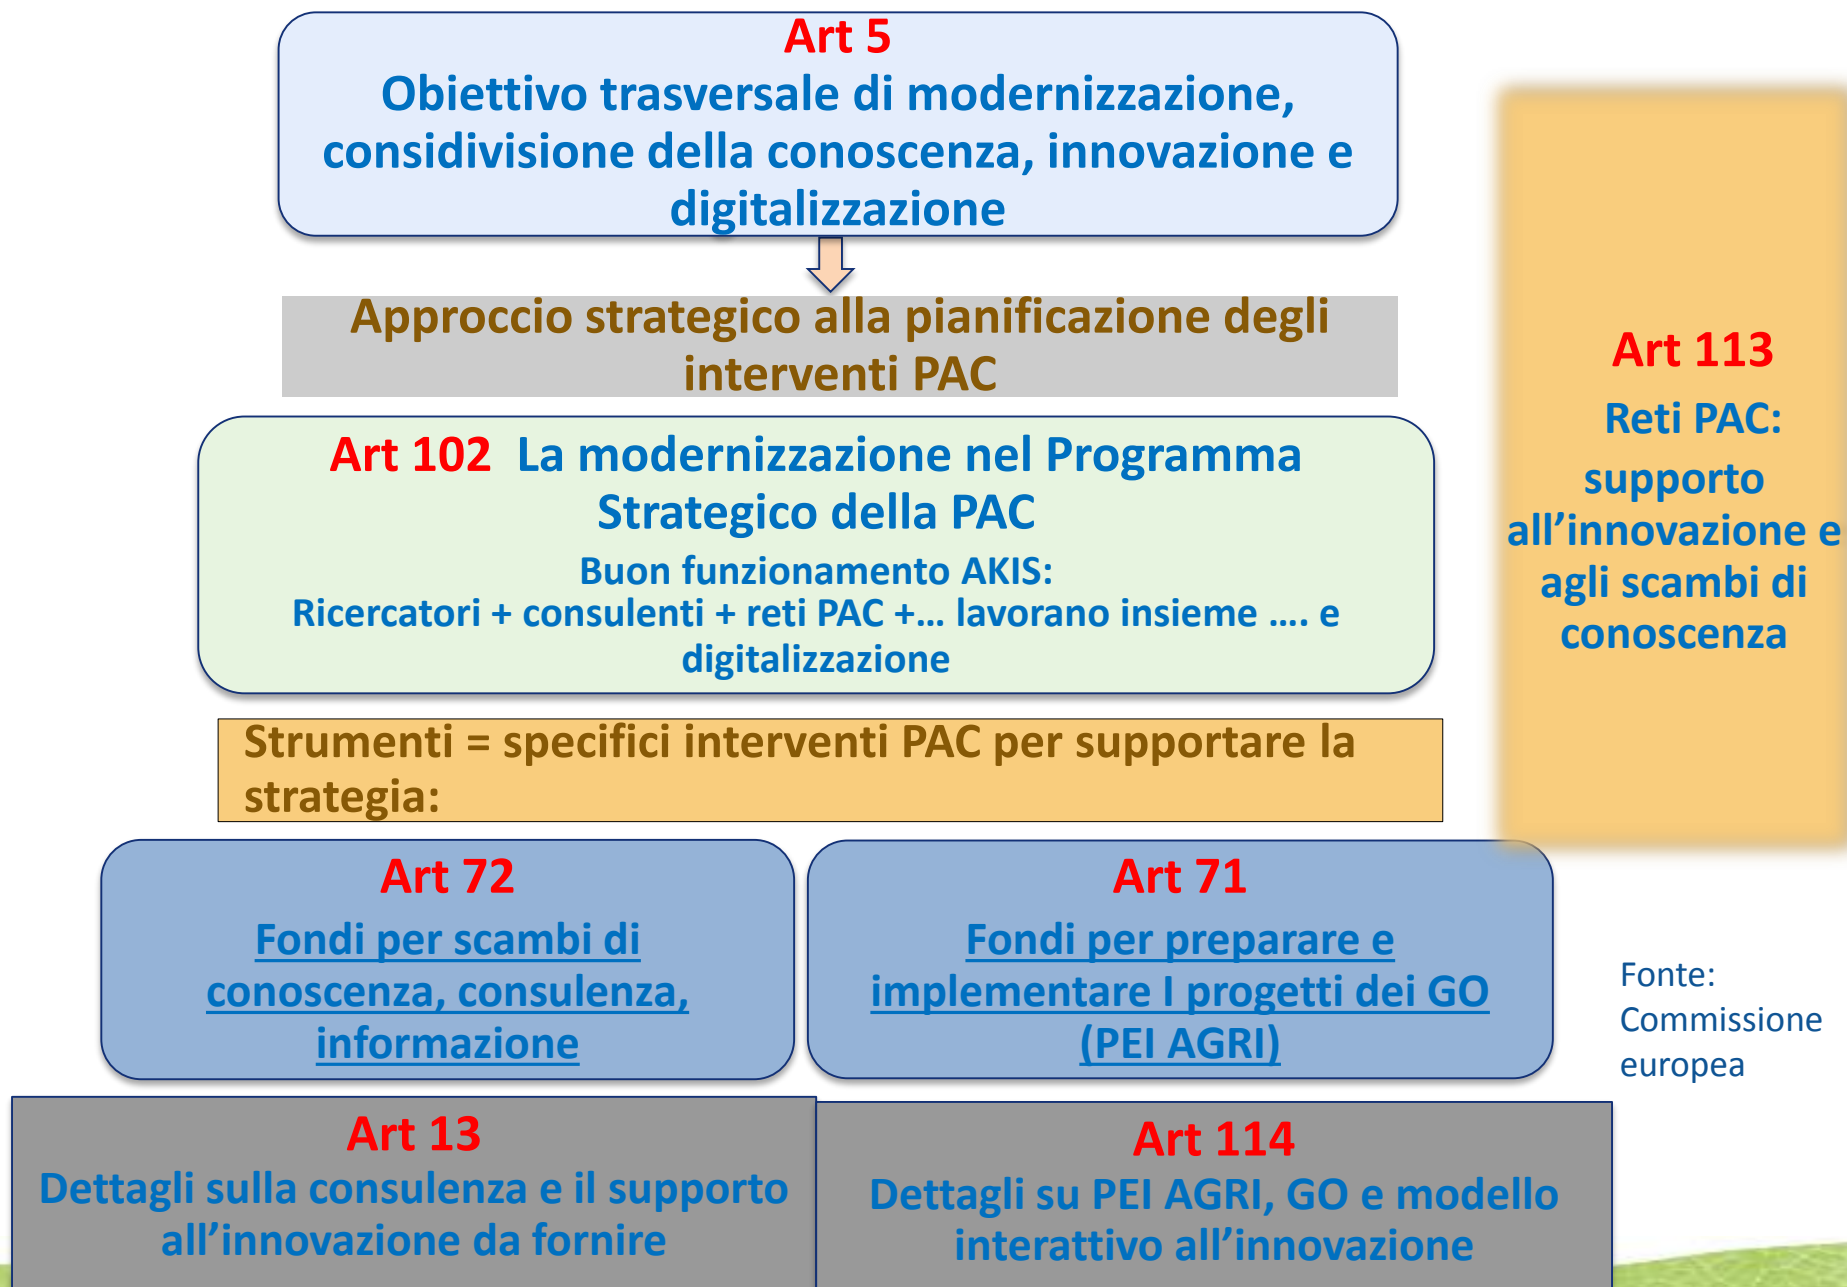 Art 5
Obiettivo trasversale di modernizzazione,
considivisione della conoscenza, innovazione e
digitalizzazione
Approccio strategico alla pianificazione degli
interventi PAC
Art 102 La modernizzazione nel Programma
Strategico della PAC
Buon funzionamento AKIS:
Ricercatori + consulenti + reti PAC +... lavorano insieme .... e
digitalizzazione
Strumenti = specifici interventi PAC per supportare la
strategia:
Art 72
Fondi per scambi di
conoscenza, consulenza,
informazione
Art 71
Fondi per preparare e
implementare I progetti dei GO
(PEI AGRI)
Art 13
Dettagli sulla consulenza e il supporto
all’innovazione da fornire
Art 114
Dettagli su PEI AGRI, GO e modello
interattivo all’innovazione
Art 113
Reti PAC:
supporto
all’innovazione e
agli scambi di
conoscenza
Fonte:
Commissione
europea